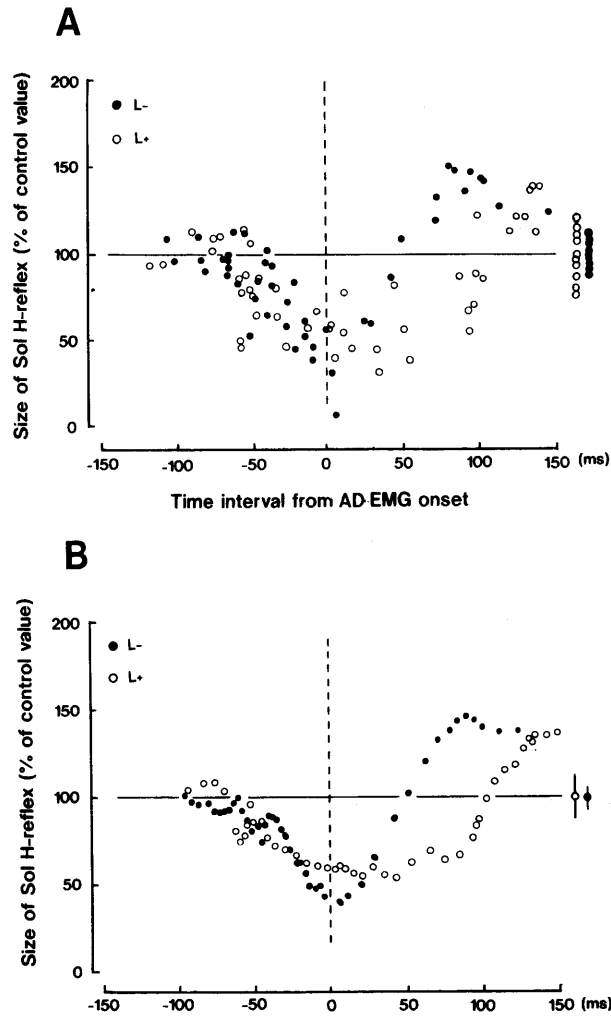 A
Size of Sol H-reflex (% of control value)
200
150
100
50
0
L-
L+
-150 -100 -50 0 50 100 150 (ms)
Time interval from AD EMG onset
B
Size of Sol H-reflex (% of control value)
200
150
100
50
0
L-
L+
-150 -100 -50 0 50 100 150 (ms)